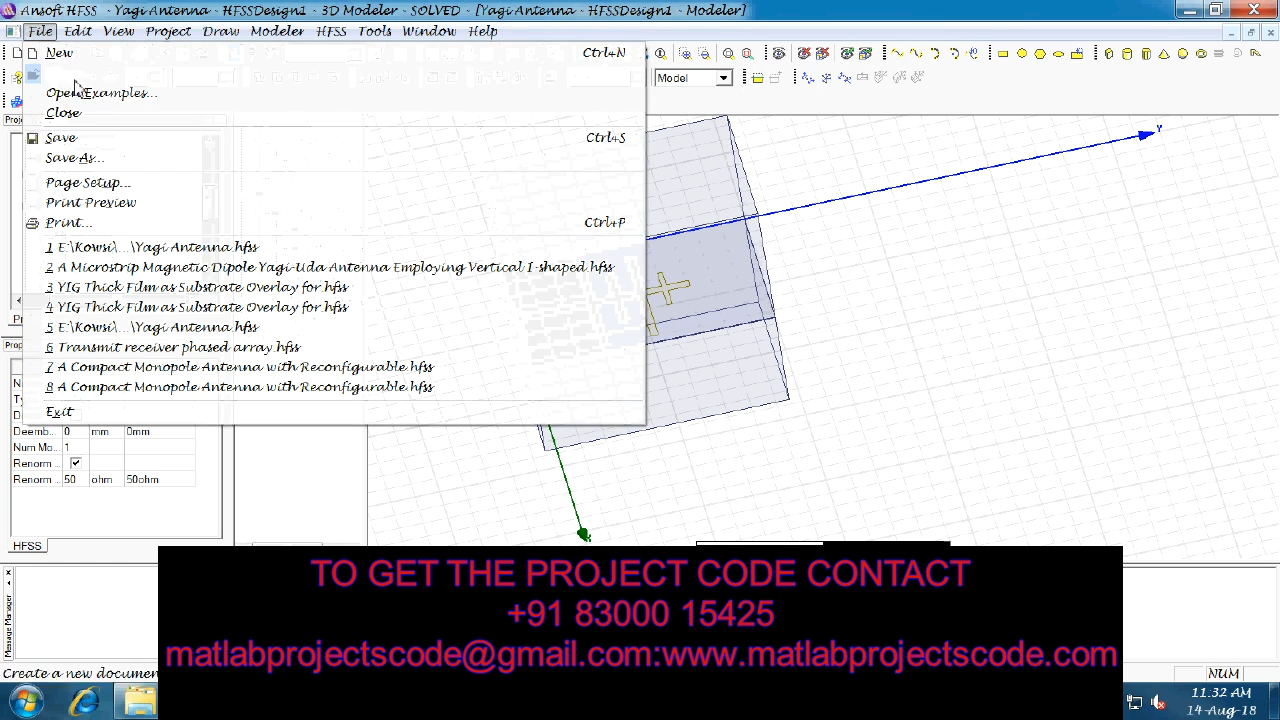 Ansoft HFSS - Yagi Antenna - HFSSDesign1 - 3D Modeler - SOLVED - [Yagi Antenna - HFSSDesign1 - Modeler]
File Edit View Project Draw Modeler HFSS Tools Window Help
New Ctrl+N
Open Examples...
Close
Save Ctrl+S
Save As...
Page Setup...
Print Preview
Print... Ctrl+P
1 E:\Kowsi\...\Yagi Antenna.hfss
2 A Microstrip Magnetic Dipole Yagi-Uda Antenna Employing Vertical I-shaped.hfss
3 YIG Thick Film as Substrate Overlay for.hfss
4 YIG Thick Film as Substrate Overlay for.hfss
5 E:\Kowsi\...\Yagi Antenna.hfss
6 Transmit receiver phased array.hfss
7 A Compact Monopole Antenna with Reconfigurable.hfss
8 A Compact Monopole Antenna with Reconfigurable.hfss
Exit
Model
Y
Deemb... 0 mm 0mm
Num Mo... 1
Renorm...
Renorm... 50 ohm 50ohm
HFSS
Message Manager
TO GET THE PROJECT CODE CONTACT
+91 83000 15425
matlabprojectscode@gmail.com:www.matlabprojectscode.com
Create a new documen
NUM
11:32 AM
14-Aug-18